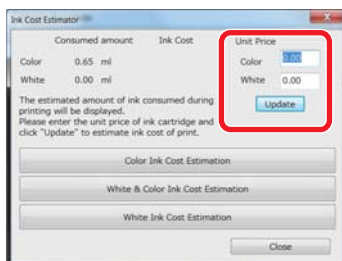 Ink Cost Estimator
Consumed amount Ink Cost Unit Price
Color 0.65 ml Color 0.00
White 0.00 ml White 0.00
The estimated amount of ink consumed during
printing will be displayed.
Please enter the unit price of ink cartridge and
click "Update" to estimate ink cost of print.
Update
Color Ink Cost Estimation
White & Color Ink Cost Estimation
White Ink Cost Estimation
Close